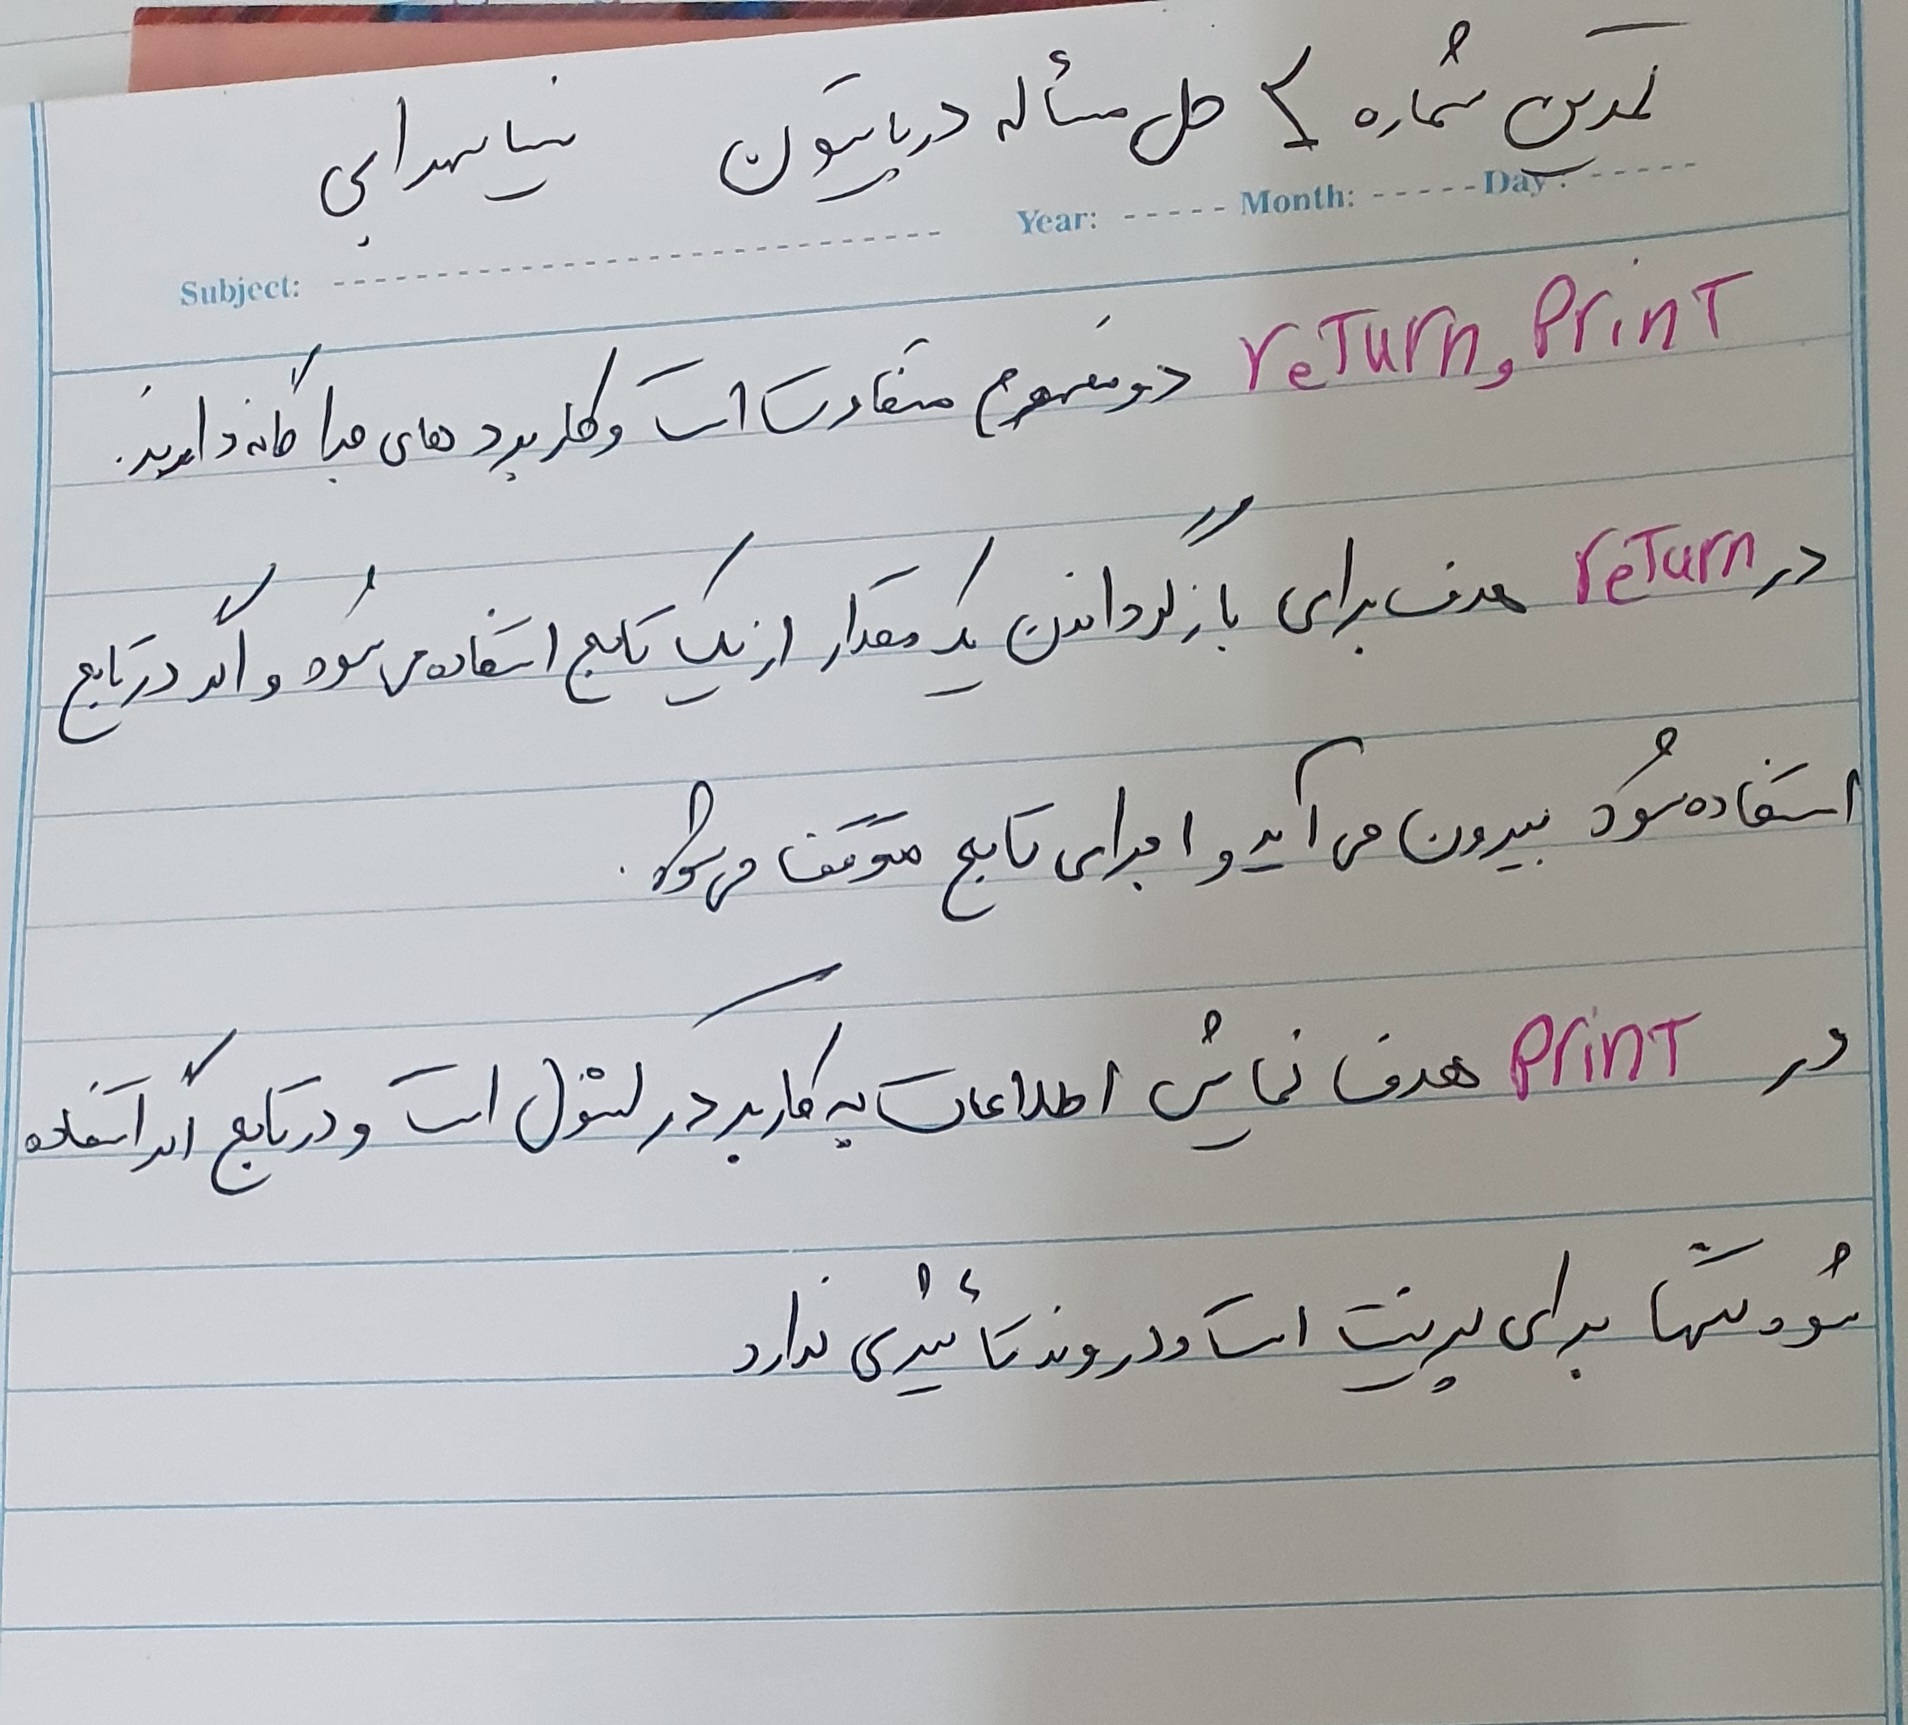 تمرین شماره ۲ حل مسأله در پایتون نیما سهرابی
Subject: Year: Month: Day:
print و return دو مفهوم متفاوت است و کاربرد های جداگانه دارند.
در return هدف برای بازگرداندن یک مقدار از یک تابع استفاده می شود و اگر در تابع
استفاده شود بیرون می آید و اجرای تابع متوقف می شود.
در print هدف نمایش اطلاعات به کاربر در کنسول است و در تابع اگر استفاده
شود تنها برای پرینت است و در روند تأثیری ندارد